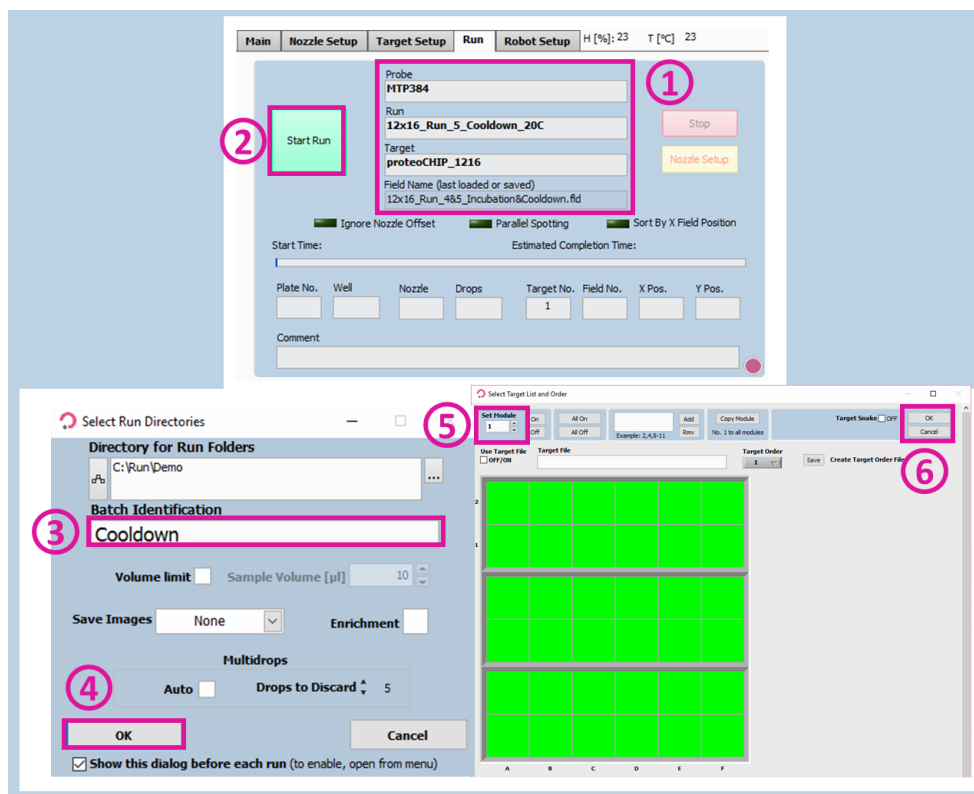 Main Nozzle Setup Target Setup Run Robot Setup H [%]: 23 T [°C] 23
Probe
MTP384
1
Run
12x16_Run_5_Cooldown_20C
Stop
2
Start Run
Target
proteoCHIP_1216
Nozzle Setup
Field Name (last loaded or saved)
12x16_Run_4&5_Incubation&Cooldown.fld
Ignore Nozzle Offset Parallel Spotting Sort By X Field Position
Start Time: Estimated Completion Time:
Plate No. Well Nozzle Drops Target No. Field No. X Pos. Y Pos.
1
Comment
Select Run Directories
Directory for Run Folders
C:\Run\Demo
...
Batch Identification
3
Cooldown
Volume limit Sample Volume [µl] 10
Save Images None Enrichment
Multidrops
4
Auto Drops to Discard 5
OK Cancel
Show this dialog before each run (to enable, open from menu)
Select Target List and Order
5
Set Module
1
On All On Add Copy Module Target Snake OFF OK
Off All Off Example: 2,4,8-11 Rmv No. 1 to all modules Cancel
6
Use Target File Target File Target Order
OFF/ON 1 Save Create Target Order File
2
1
A B C D E F